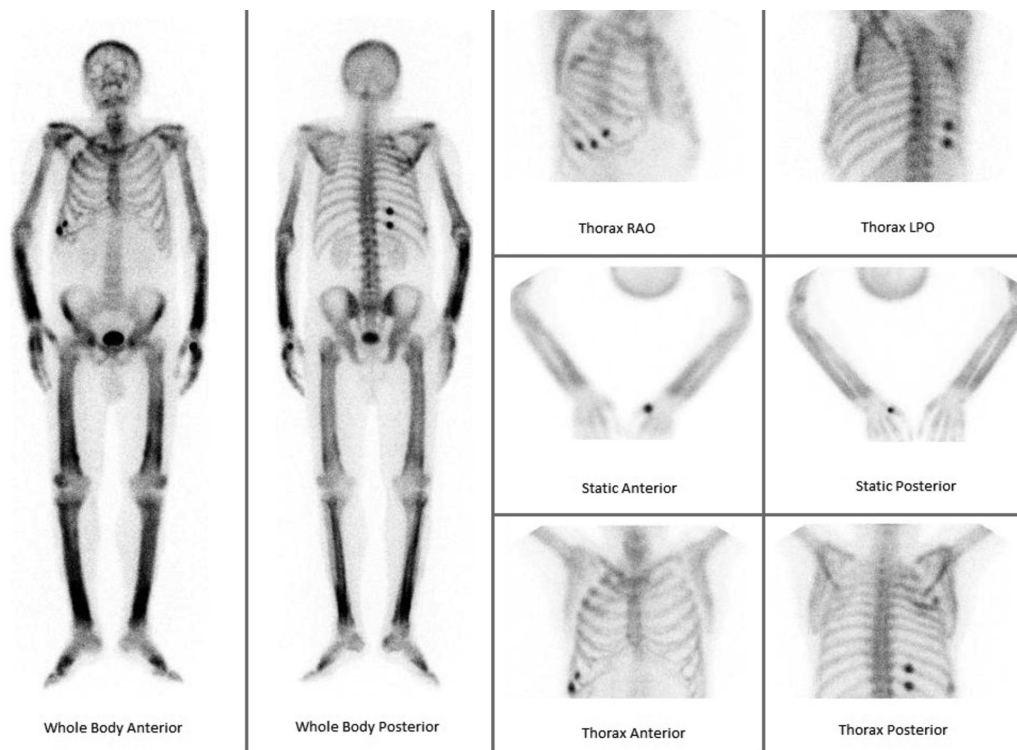 Whole Body Anterior
Whole Body Posterior
Thorax RAO
Thorax LPO
Static Anterior
Static Posterior
Thorax Anterior
Thorax Posterior